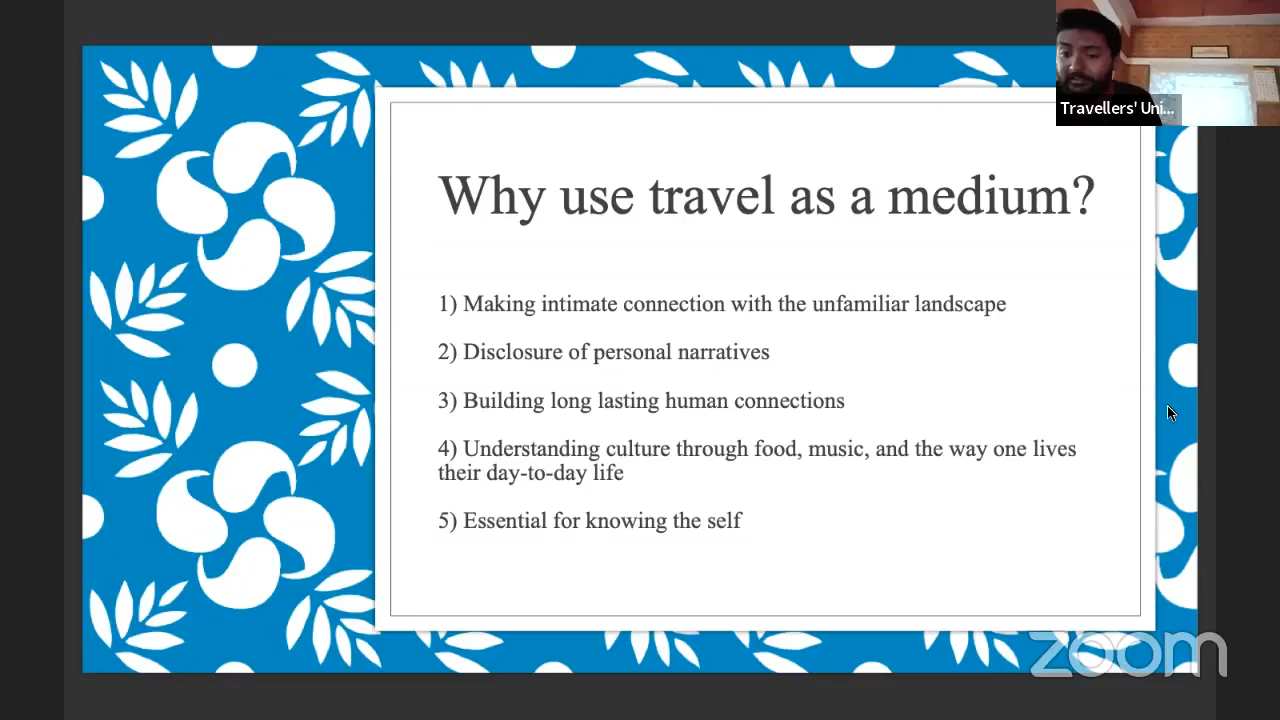 Travellers' Uni...
Why use travel as a medium?
1) Making intimate connection with the unfamiliar landscape
2) Disclosure of personal narratives
3) Building long lasting human connections
4) Understanding culture through food, music, and the way one lives
their day-to-day life
5) Essential for knowing the self
zoom